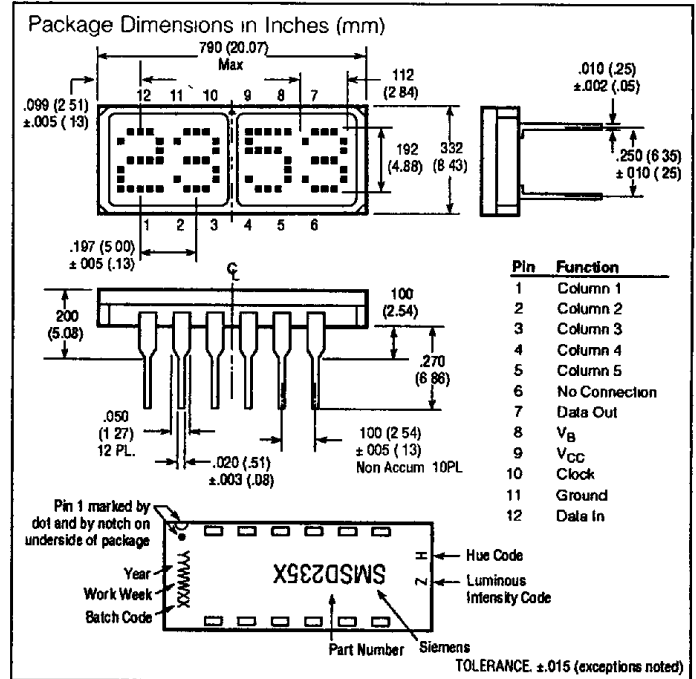 Package Dimensions in Inches (mm)
790 (20.07)
Max
112
(2 84)
.099 (2 51)
±.005 ( 13)
12 11 10 9 8 7
192
(4.88)
332
(8 43)
.010 (.25)
±.002 (.05)
.250 (6 35)
±010 ( 25)
1 2 3 4 5 6
.197 (5 00)
±005 (.13)
℄
200
(5.08)
100
(2.54)
.270
(6 86)
.050
(1 27)
12 PL.
.020 (.51)
±.003 (.08)
100 (2 54)
±005 ( 13)
Non Accum 10PL
Pin Function
1 Column 1
2 Column 2
3 Column 3
4 Column 4
5 Column 5
6 No Connection
7 Data Out
8 VB
9 VCC
10 Clock
11 Ground
12 Data In
Pin 1 marked by
dot and by notch on
underside of package
Year
Work Week
Batch Code
YYWWXX
SMSD235X
H
Z
Hue Code
Luminous
Intensity Code
Part Number
Siemens
TOLERANCE. ±.015 (exceptions noted)